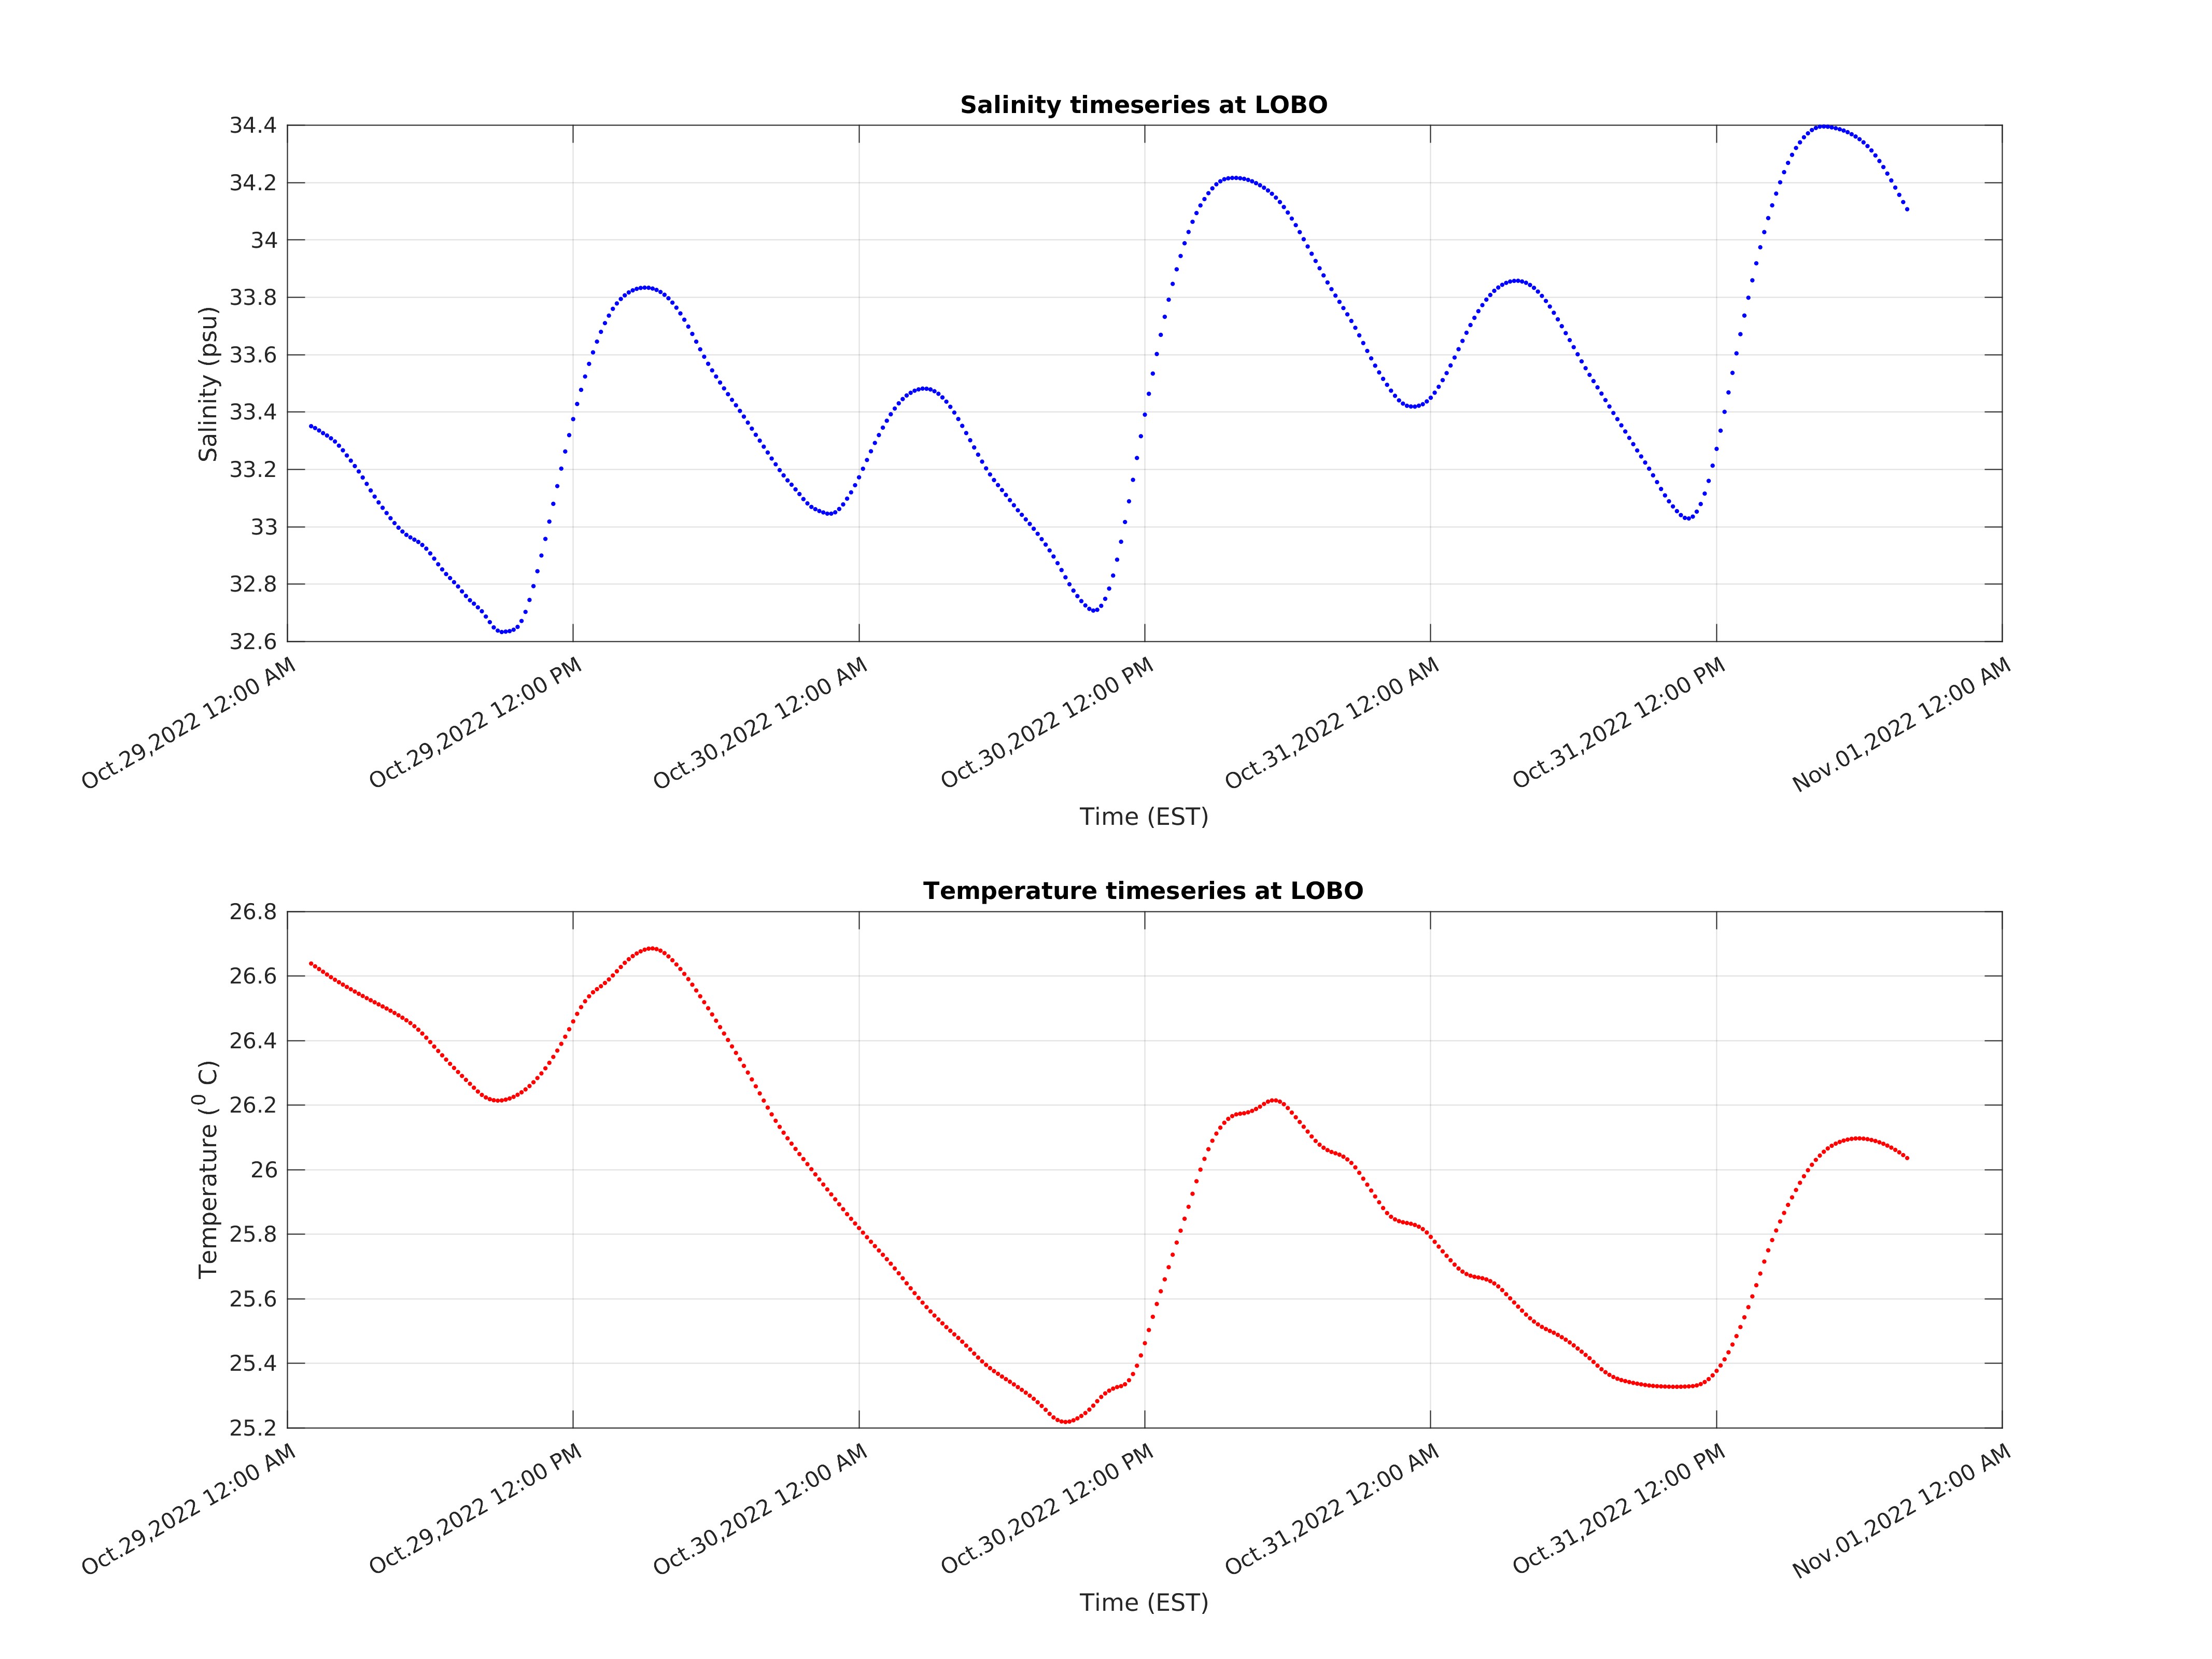 Salinity timeseries at LOBO
34.4
34.2
34
33.8
33.6
33.4
33.2
33
32.8
32.6
Salinity (psu)
Oct.29,2022 12:00 AM
Oct.29,2022 12:00 PM
Oct.30,2022 12:00 AM
Oct.30,2022 12:00 PM
Oct.31,2022 12:00 AM
Oct.31,2022 12:00 PM
Nov.01,2022 12:00 AM
Time (EST)
Temperature timeseries at LOBO
26.8
26.6
26.4
26.2
26
25.8
25.6
25.4
25.2
Temperature (⁰ C)
Oct.29,2022 12:00 AM
Oct.29,2022 12:00 PM
Oct.30,2022 12:00 AM
Oct.30,2022 12:00 PM
Oct.31,2022 12:00 AM
Oct.31,2022 12:00 PM
Nov.01,2022 12:00 AM
Time (EST)